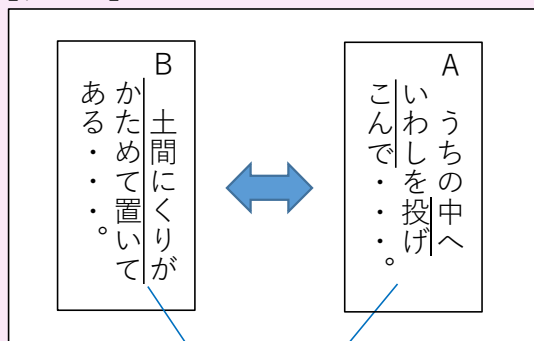 A
うちの中へ
いわしを投げ
こんで・・・。
B
土間にくりが
かためて置いて
ある・・・。